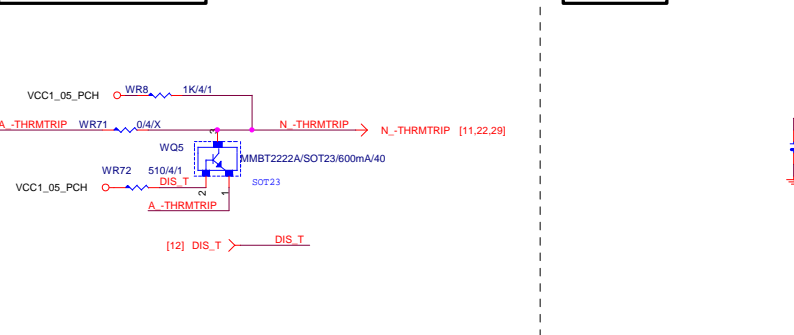 VCC1_05_PCH WR8 1K/4/1
A_-THRMTRIP WR71 0/4/X N_-THRMTRIP N_-THRMTRIP [11,22,29]
3
WQ5
MMBT2222A/SOT23/600mA/40
WR72 510/4/1
VCC1_05_PCH DIS_T SOT23
2 1
A_-THRMTRIP
[12] DIS_T DIS_T